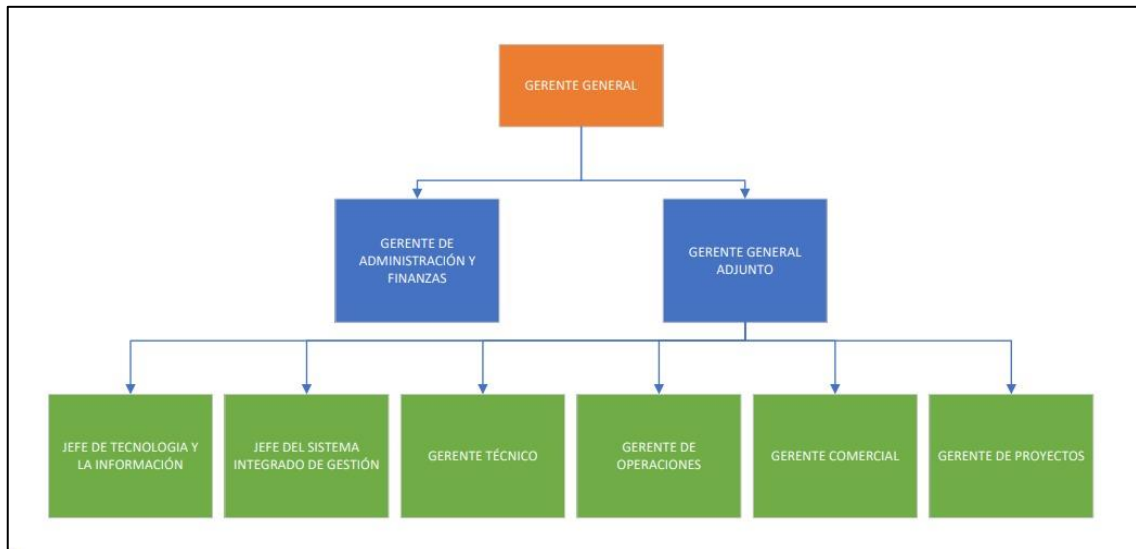 GERENTE GENERAL
GERENTE DE
ADMINISTRACIÓN Y
FINANZAS
GERENTE GENERAL
ADJUNTO
JEFE DE TECNOLOGIA Y
LA INFORMACIÓN
JEFE DEL SISTEMA
INTEGRADO DE GESTIÓN
GERENTE TÉCNICO
GERENTE DE
OPERACIONES
GERENTE COMERCIAL
GERENTE DE PROYECTOS